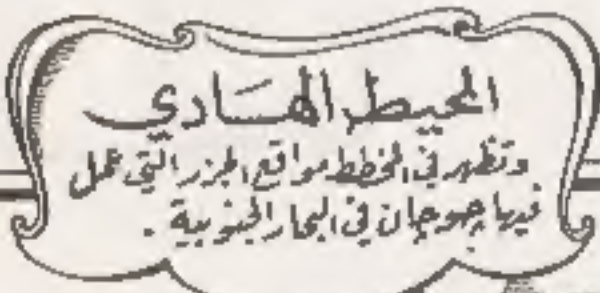 المحيط الهادي
وتظهر في المخطط مواقع الجزر التي عمل
فيها جوجان في البحار الجنوبية .